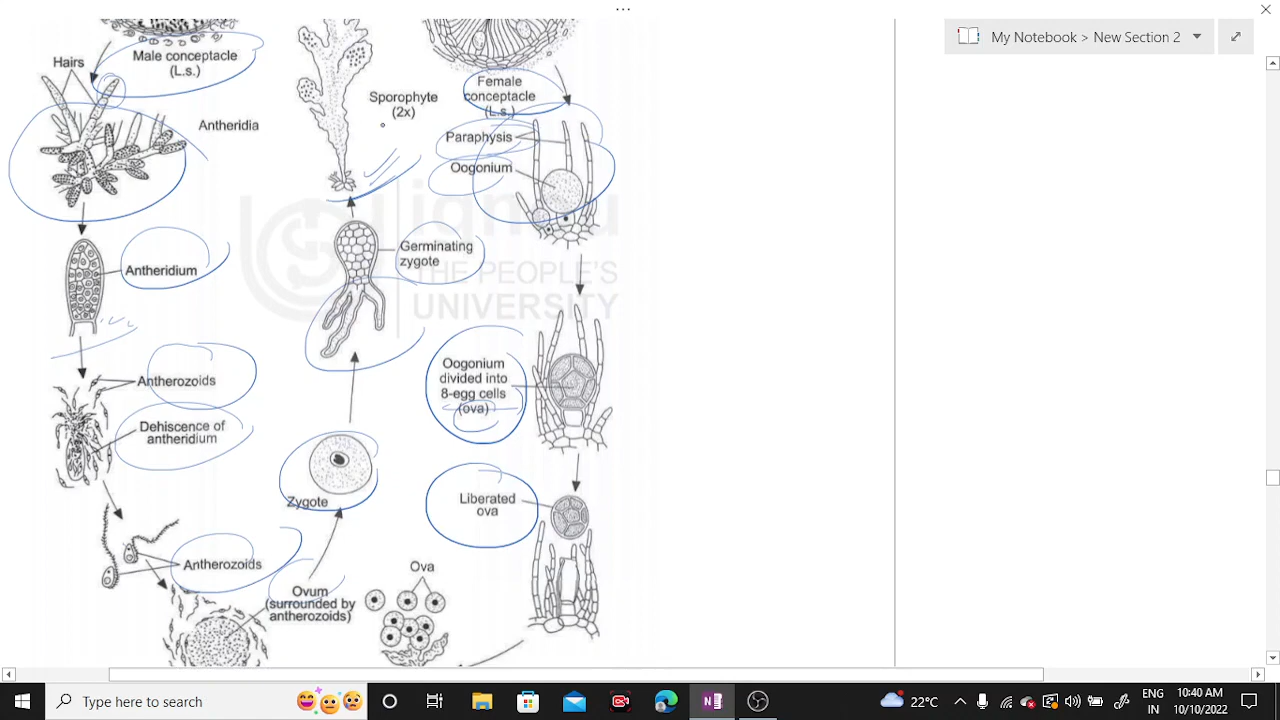 My Notebook > New Section 2
Hairs
Male conceptacle
(L.s.)
Antheridia
Antheridium
Antherozoids
Dehiscence of
antheridium
Antherozoids
Ovum
(surrounded by
antherozoids)
Zygote
Germinating
zygote
Sporophyte
(2x)
Female
conceptacle
(L.s.)
Paraphysis
Oogonium
Oogonium
divided into
8-egg cells
(ova)
Liberated
ova
Ova
ignou
THE PEOPLE'S
UNIVERSITY
Type here to search
22°C
ENG
IN
9:40 AM
10/10/2022